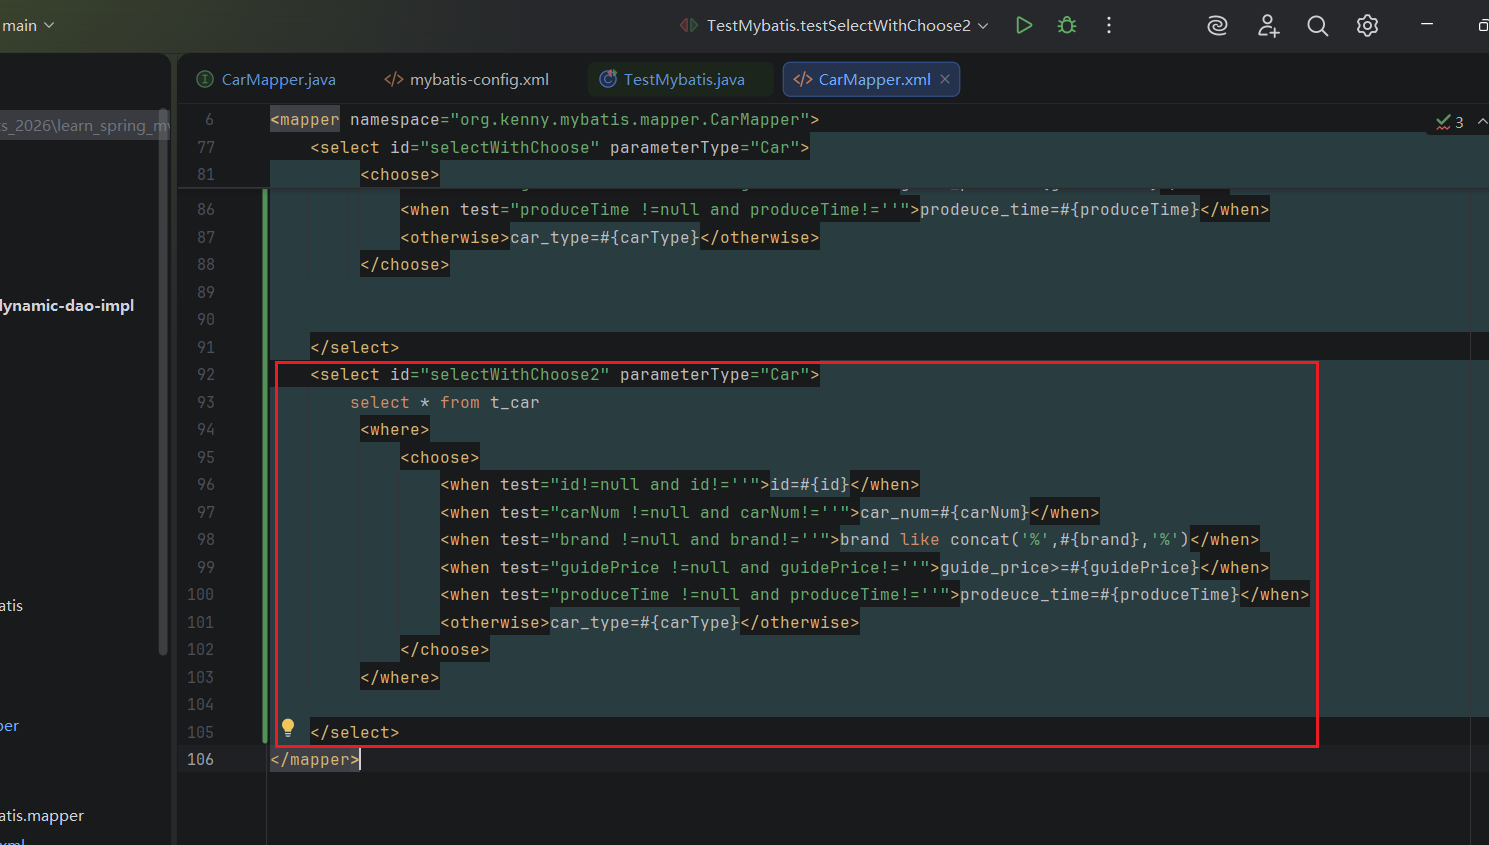 main
TestMybatis.testSelectWithChoose2
CarMapper.java
mybatis-config.xml
TestMybatis.java
CarMapper.xml
ts_2026\learn_spring_my
6 <mapper namespace="org.kenny.mybatis.mapper.CarMapper">
3
77 <select id="selectWithChoose" parameterType="Car">
81 <choose>
86 <when test="produceTime !=null and produceTime!=''">prodeuce_time=#{produceTime}</when>
87 <otherwise>car_type=#{carType}</otherwise>
88 </choose>
89
90
91 </select>
92 <select id="selectWithChoose2" parameterType="Car">
93 select * from t_car
94 <where>
95 <choose>
96 <when test="id!=null and id!=''">id=#{id}</when>
97 <when test="carNum !=null and carNum!=''">car_num=#{carNum}</when>
98 <when test="brand !=null and brand!=''">brand like concat('%',#{brand},'%')</when>
99 <when test="guidePrice !=null and guidePrice!=''">guide_price>=#{guidePrice}</when>
100 <when test="produceTime !=null and produceTime!=''">prodeuce_time=#{produceTime}</when>
101 <otherwise>car_type=#{carType}</otherwise>
102 </choose>
103 </where>
104
105 </select>
106 </mapper>
dynamic-dao-impl
atis
per
atis.mapper